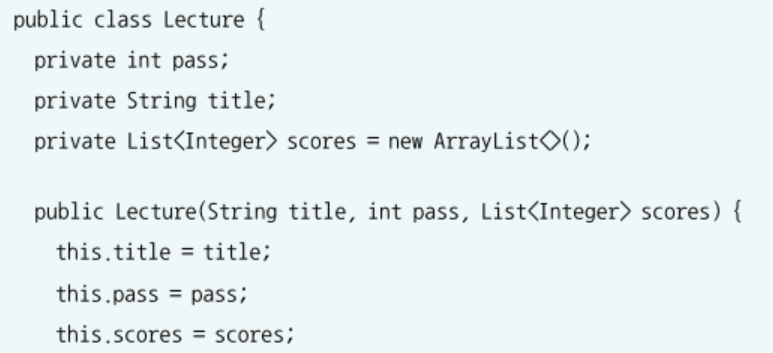 public class Lecture {
private int pass;
private String title;
private List<Integer> scores = new ArrayList<>();
public Lecture(String title, int pass, List<Integer> scores) {
this.title = title;
this.pass = pass;
this.scores = scores;